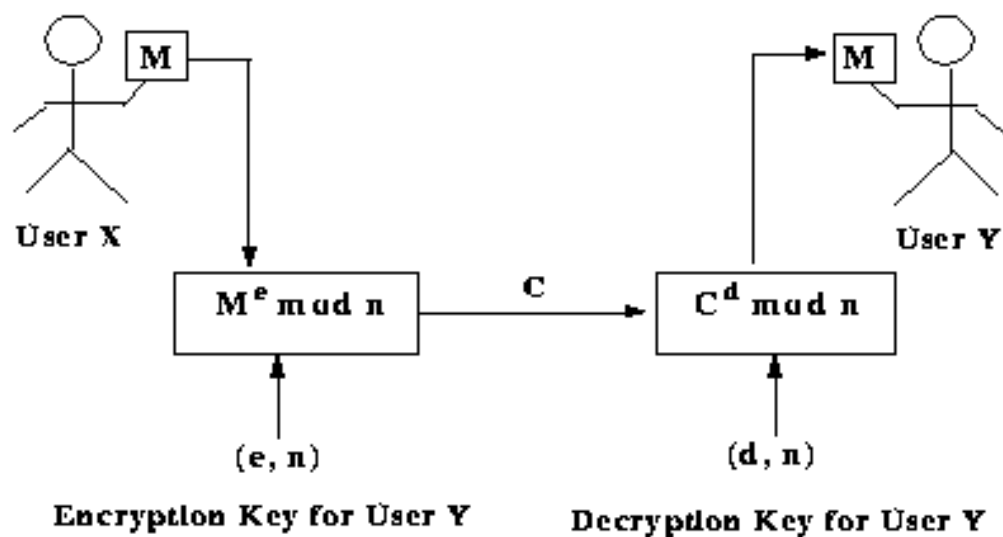 M
M
User X
User Y
M^e mod n
C
C^d mod n
(e, n)
(d, n)
Encryption Key for User Y
Decryption Key for User Y